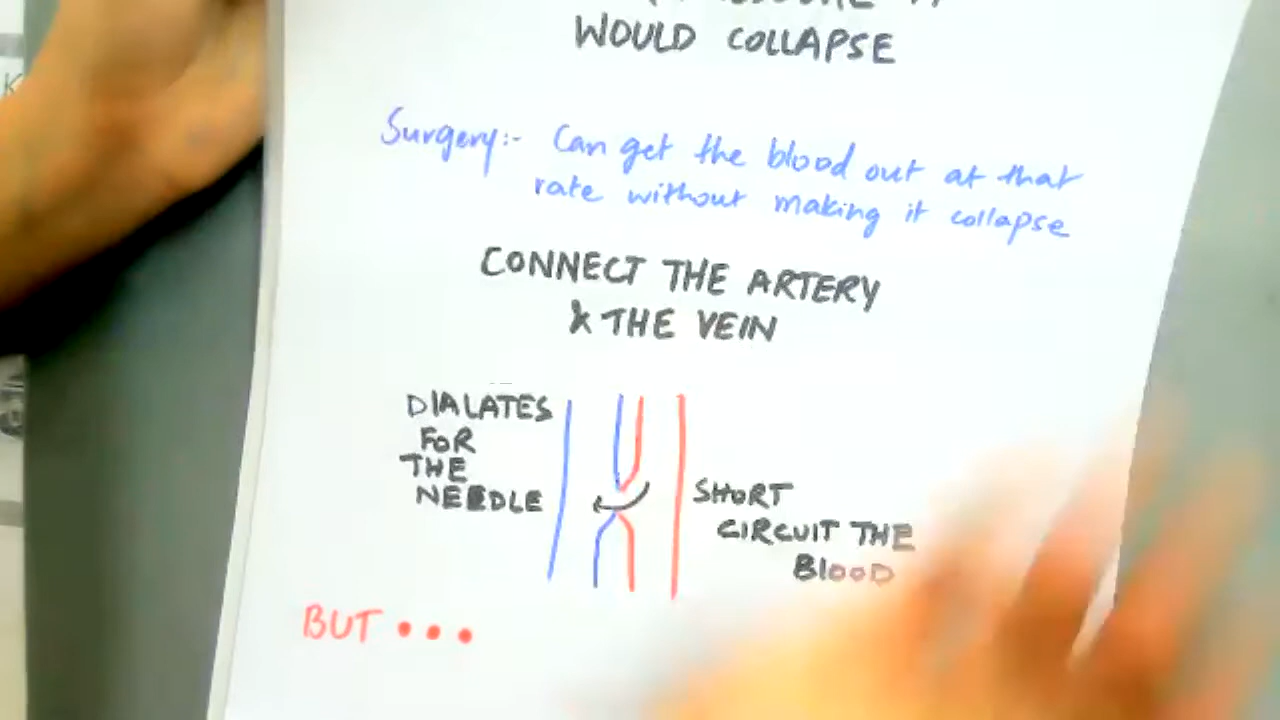 WOULD COLLAPSE
Surgery:- Can get the blood out at that
rate without making it collapse
CONNECT THE ARTERY
& THE VEIN
DIALATES
FOR
THE
NEEDLE
SHORT
CIRCUIT THE
BLOOD
BUT •••